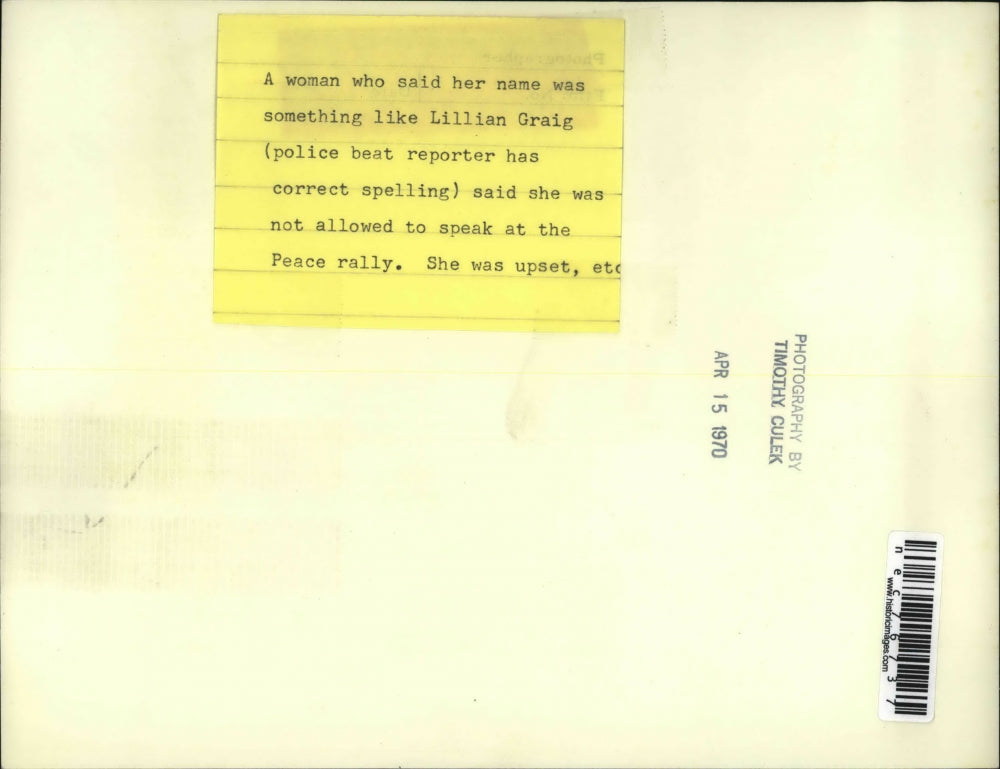 A woman who said her name was
something like Lillian Graig
(police beat reporter has
correct spelling) said she was
not allowed to speak at the
Peace rally. She was upset, etc
PHOTOGRAPHY BY
TIMOTHY CULEK
APR 15 1970
nec76737
www.historicimages.com